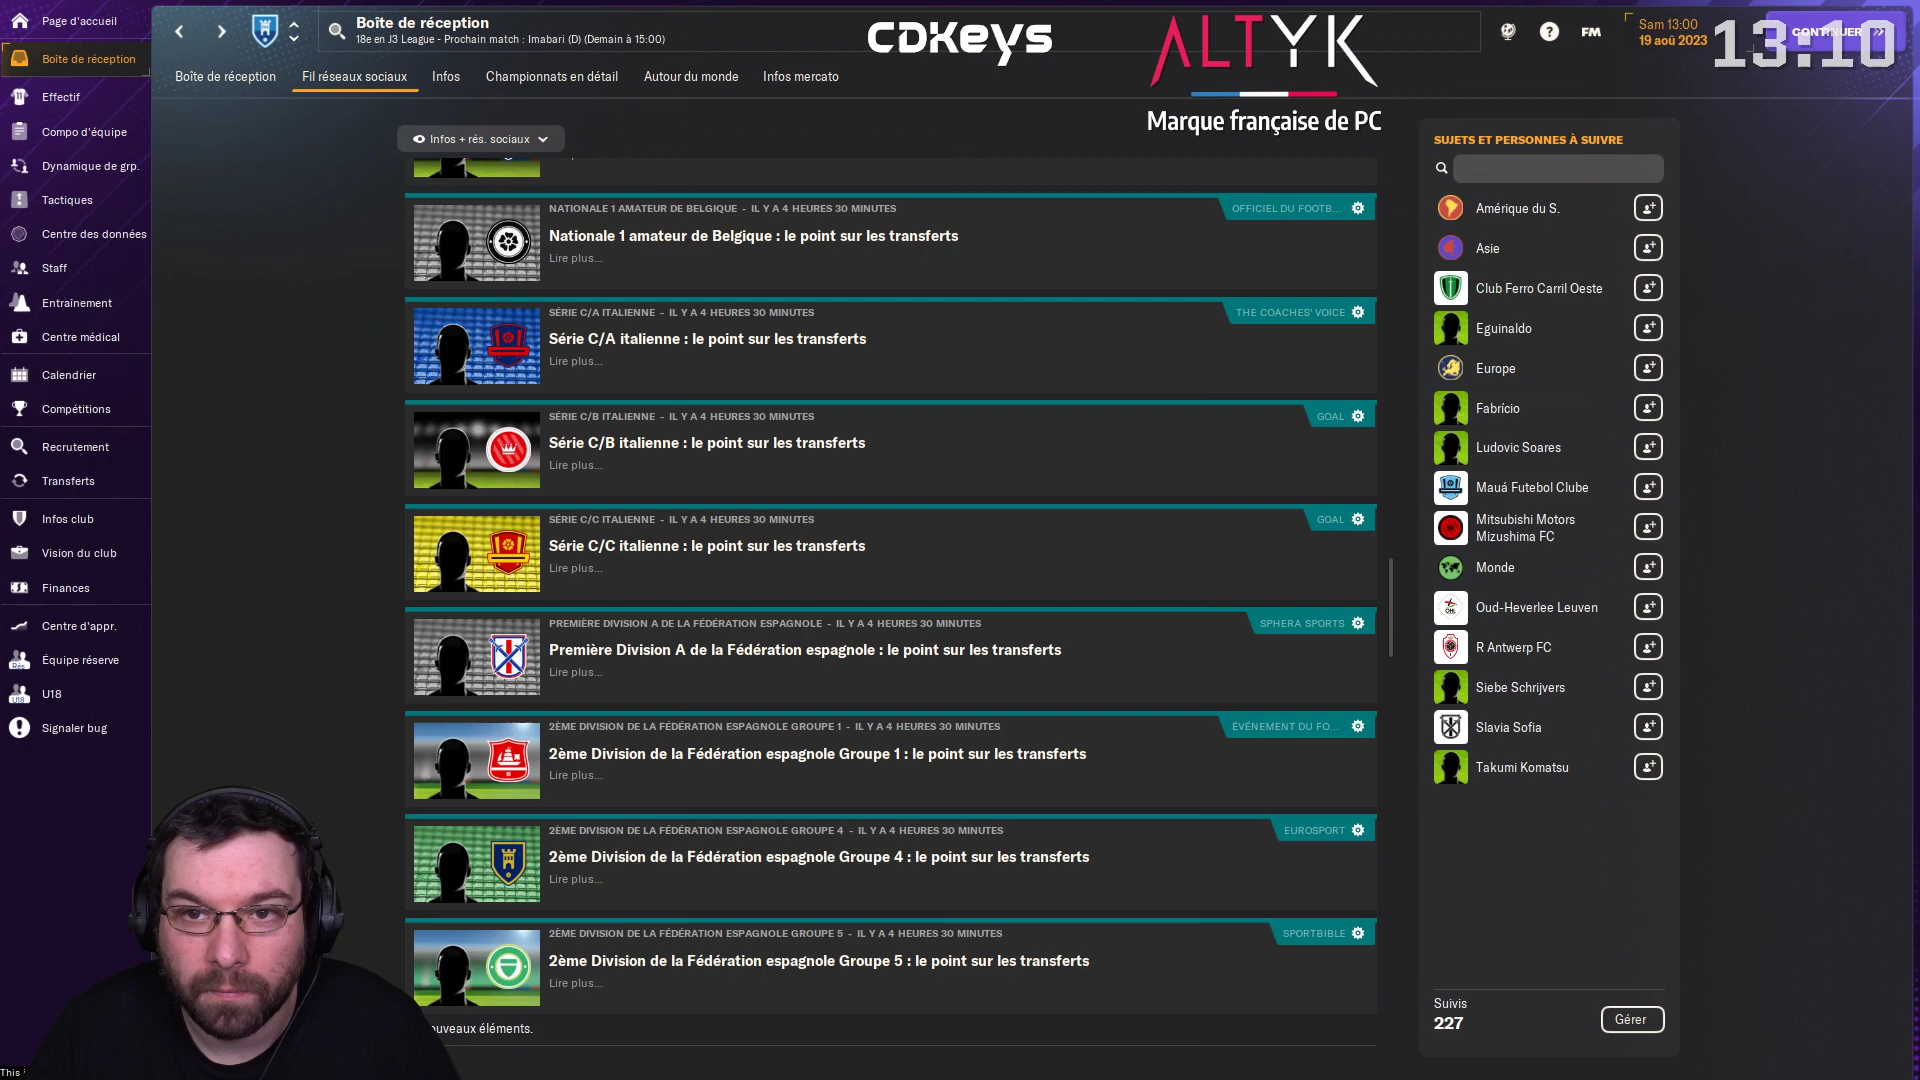 Page d'accueil
Boîte de réception
Effectif
Compo d'équipe
Dynamique de grp.
Tactiques
Centre des données
Staff
Entraînement
Centre médical
Calendrier
Compétitions
Recrutement
Transferts
Infos club
Vision du club
Finances
Centre d'appr.
Équipe réserve
U18
Signaler bug
This
Boîte de réception
18e en J3 League - Prochain match : Imabari (D) (Demain à 15:00)
CDKeys
ALTYK
Marque française de PC
FM
Sam 13:00
19 aoû 2023
CONTINUER
13:10
Boîte de réception
Fil réseaux sociaux
Infos
Championnats en détail
Autour du monde
Infos mercato
Infos + rés. sociaux
NATIONALE 1 AMATEUR DE BELGIQUE - IL Y A 4 HEURES 30 MINUTES
OFFICIEL DU FOOTB...
Nationale 1 amateur de Belgique : le point sur les transferts
Lire plus...
SÉRIE C/A ITALIENNE - IL Y A 4 HEURES 30 MINUTES
THE COACHES' VOICE
Série C/A italienne : le point sur les transferts
Lire plus...
SÉRIE C/B ITALIENNE - IL Y A 4 HEURES 30 MINUTES
GOAL
Série C/B italienne : le point sur les transferts
Lire plus...
SÉRIE C/C ITALIENNE - IL Y A 4 HEURES 30 MINUTES
GOAL
Série C/C italienne : le point sur les transferts
Lire plus...
PREMIÈRE DIVISION A DE LA FÉDÉRATION ESPAGNOLE - IL Y A 4 HEURES 30 MINUTES
SPHERA SPORTS
Première Division A de la Fédération espagnole : le point sur les transferts
Lire plus...
2ÈME DIVISION DE LA FÉDÉRATION ESPAGNOLE GROUPE 1 - IL Y A 4 HEURES 30 MINUTES
ÉVÉNEMENT DU FO...
2ème Division de la Fédération espagnole Groupe 1 : le point sur les transferts
Lire plus...
2ÈME DIVISION DE LA FÉDÉRATION ESPAGNOLE GROUPE 4 - IL Y A 4 HEURES 30 MINUTES
EUROSPORT
2ème Division de la Fédération espagnole Groupe 4 : le point sur les transferts
Lire plus...
2ÈME DIVISION DE LA FÉDÉRATION ESPAGNOLE GROUPE 5 - IL Y A 4 HEURES 30 MINUTES
SPORTBIBLE
2ème Division de la Fédération espagnole Groupe 5 : le point sur les transferts
Lire plus...
ouveaux éléments.
SUJETS ET PERSONNES À SUIVRE
Amérique du S.
Asie
Club Ferro Carril Oeste
Eguinaldo
Europe
Fabrício
Ludovic Soares
Mauá Futebol Clube
Mitsubishi Motors
Mizushima FC
Monde
Oud-Heverlee Leuven
R Antwerp FC
Siebe Schrijvers
Slavia Sofia
Takumi Komatsu
Suivis
227
Gérer